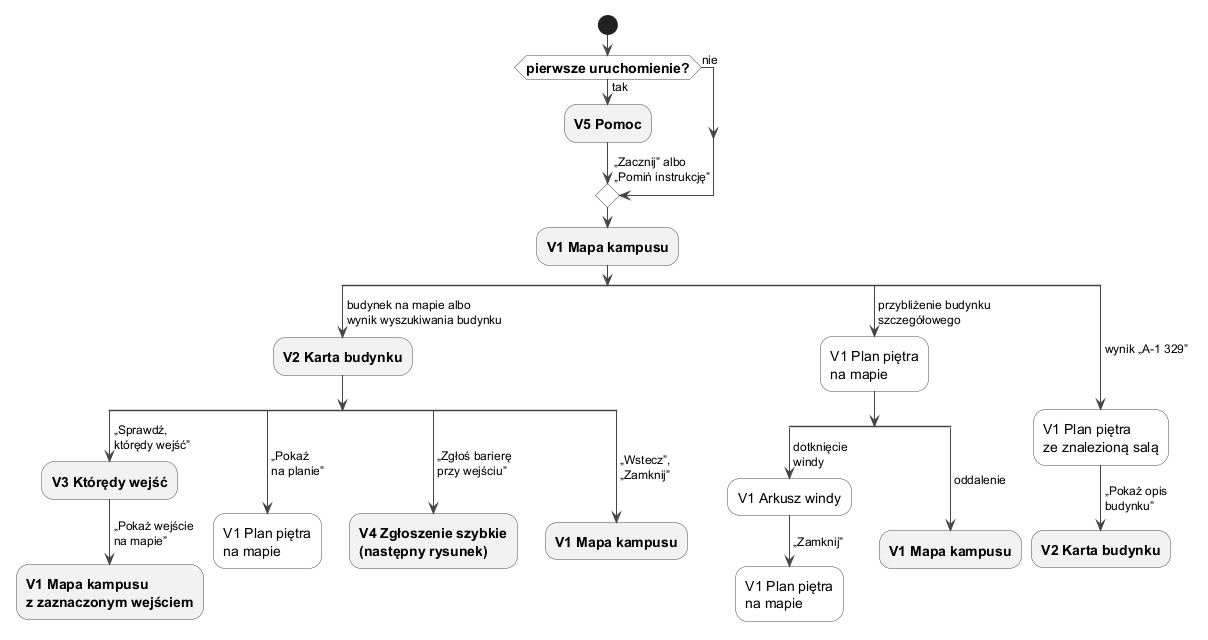 pierwsze uruchomienie?
nie
tak
V5 Pomoc
„Zacznij” albo
„Pomiń instrukcję”
V1 Mapa kampusu
budynek na mapie albo
wynik wyszukiwania budynku
przybliżenie budynku
szczegółowego
wynik „A-1 329”
V2 Karta budynku
V1 Plan piętra
na mapie
„Sprawdź,
którędy wejść”
„Pokaż
na planie”
„Zgłoś barierę
przy wejściu”
„Wstecz”,
„Zamknij”
V3 Którędy wejść
„Pokaż wejście
na mapie”
V1 Mapa kampusu
z zaznaczonym wejściem
V1 Plan piętra
na mapie
V4 Zgłoszenie szybkie
(następny rysunek)
V1 Mapa kampusu
dotknięcie
windy
V1 Arkusz windy
„Zamknij”
V1 Plan piętra
na mapie
oddalenie
V1 Mapa kampusu
V1 Plan piętra
ze znalezioną salą
„Pokaż opis
budynku”
V2 Karta budynku